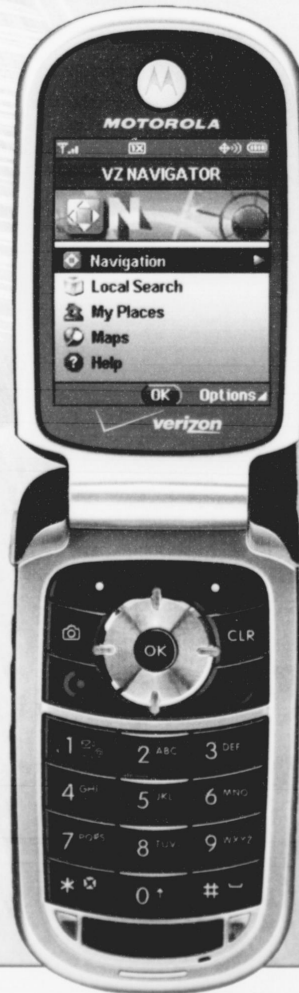 MOTOROLA
1X
VZ NAVIGATOR
N
Navigation
Local Search
My Places
Maps
? Help
OK Options
verizon
OK CLR
1 2 ABC 3 DEF
4 GHI 5 JKL 6 MNO
7 PQRS 8 TUV 9 WXYZ
* 0 #